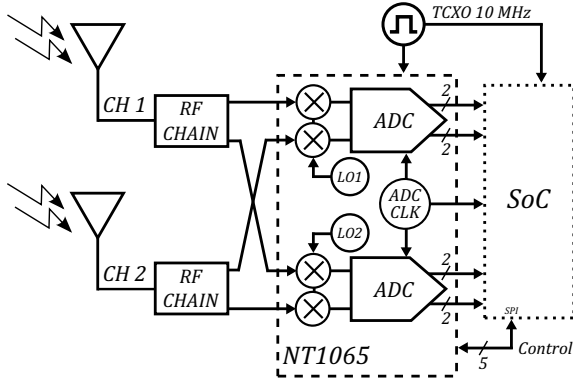 TCXO 10 MHz
CH 1
RF
CHAIN
ADC
2
2
LO1
ADC
CLK
SoC
LO2
CH 2
RF
CHAIN
ADC
2
2
SPI
NT1065
5
Control